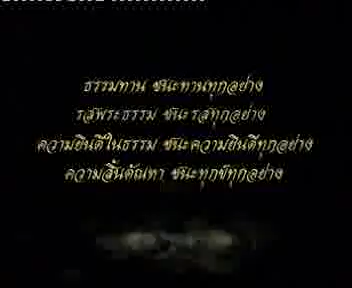 ธรรมทาน ชนะทานทุกอย่าง
รสพระธรรม ชนะรสทุกอย่าง
ความยินดีในธรรม ชนะความยินดีทุกอย่าง
ความสิ้นตัณหา ชนะทุกข์ทุกอย่าง